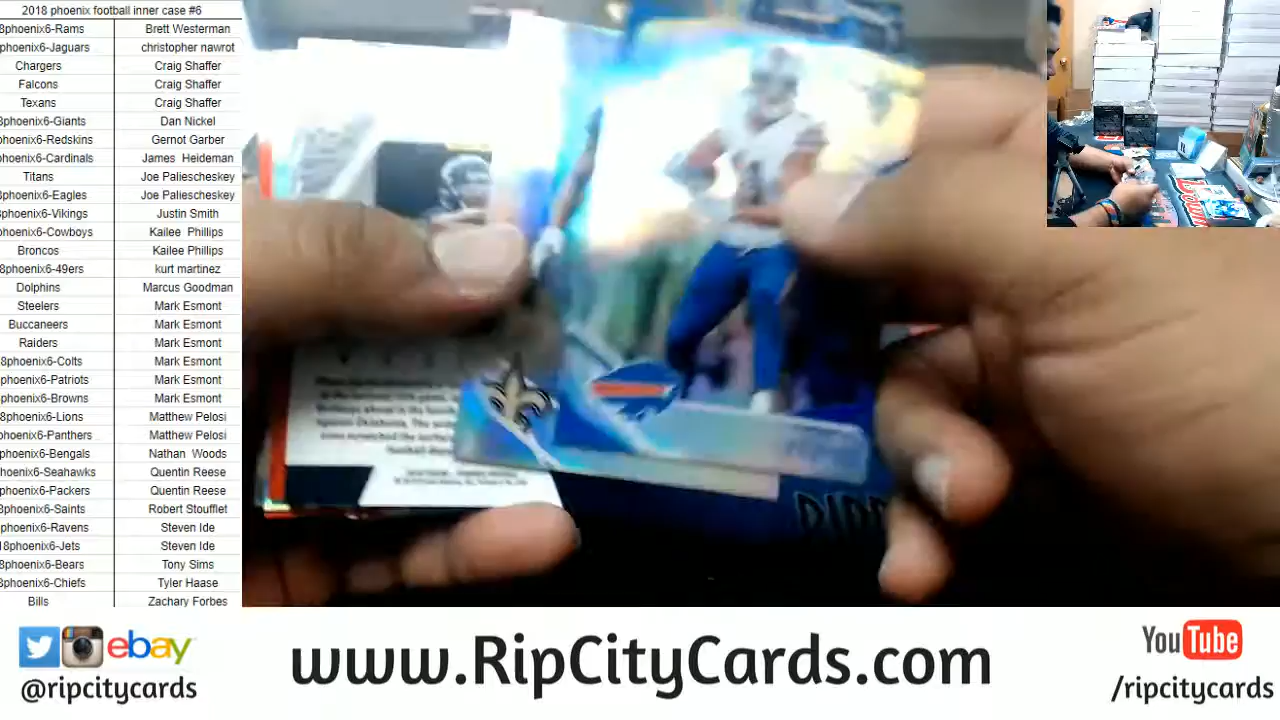 2018 phoenix football inner case #6
8phoenix6-Rams Brett Westerman
phoenix6-Jaguars christopher nawrot
Chargers Craig Shaffer
Falcons Craig Shaffer
Texans Craig Shaffer
8phoenix6-Giants Dan Nickel
phoenix6-Redskins Gernot Garber
phoenix6-Cardinals James Heideman
Titans Joe Paliescheskey
8phoenix6-Eagles Joe Paliescheskey
8phoenix6-Vikings Justin Smith
phoenix6-Cowboys Kailee Phillips
Broncos Kailee Phillips
8phoenix6-49ers kurt martinez
Dolphins Marcus Goodman
Steelers Mark Esmont
Buccaneers Mark Esmont
Raiders Mark Esmont
8phoenix6-Colts Mark Esmont
phoenix6-Patriots Mark Esmont
phoenix6-Browns Mark Esmont
8phoenix6-Lions Matthew Pelosi
phoenix6-Panthers Matthew Pelosi
phoenix6-Bengals Nathan Woods
hoenix6-Seahawks Quentin Reese
phoenix6-Packers Quentin Reese
8phoenix6-Saints Robert Stoufflet
phoenix6-Ravens Steven Ide
18phoenix6-Jets Steven Ide
8phoenix6-Bears Tony Sims
8phoenix6-Chiefs Tyler Haase
Bills Zachary Forbes
ebay
@ripcitycards
www.RipCityCards.com
YouTube
/ripcitycards